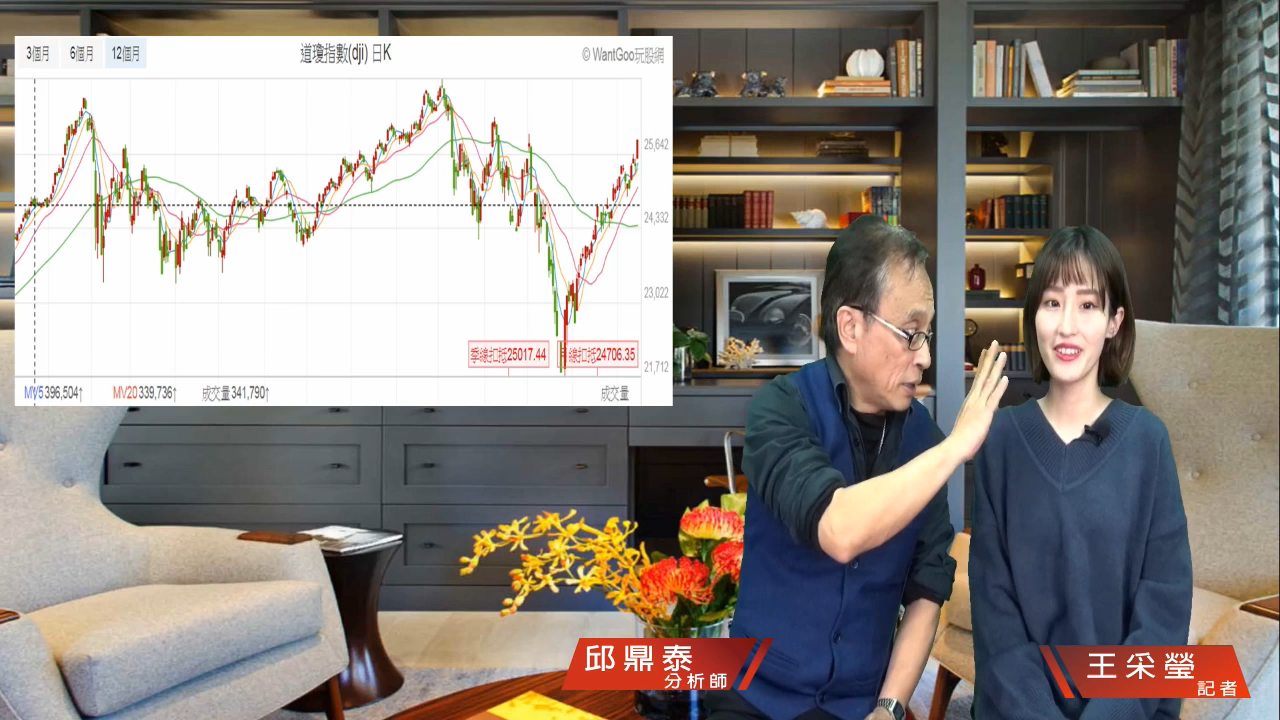 3個月 6個月 12個月
道瓊指數(dji) 日K
© WantGoo玩股網
25,642
24,332
23,022
21,712
季線扣抵25017.44
線扣抵24706.35
MV5 396,504↑ MV20 339,736↑ 成交量 341,790↑
成交量
邱鼎泰
分析師
王采瑩
記者